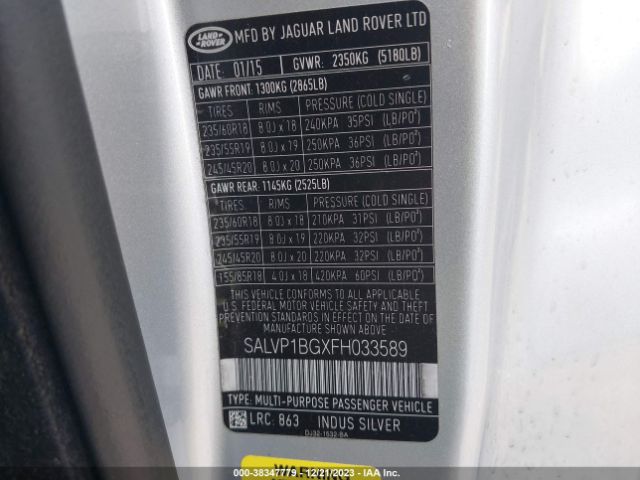 LAND ROVER
MFD BY JAGUAR LAND ROVER LTD
DATE: 01/15 GVWR: 2350KG (5180LB)
GAWR FRONT: 1300KG (2865LB)
TIRES RIMS PRESSURE (COLD SINGLE)
235/60R18 8.0J x 18 240KPA 35PSI (LB/PO²)
235/55R19 8.0J x 19 250KPA 36PSI (LB/PO²)
245/45R20 8.0J x 20 250KPA 36PSI (LB/PO²)
GAWR REAR: 1145KG (2525LB)
TIRES RIMS PRESSURE (COLD SINGLE)
235/60R18 8.0J x 18 210KPA 31PSI (LB/PO²)
235/55R19 8.0J x 19 220KPA 32PSI (LB/PO²)
245/45R20 8.0J x 20 220KPA 32PSI (LB/PO²)
155/85R18 4.0J x 18 420KPA 60PSI (LB/PO²)
THIS VEHICLE CONFORMS TO ALL APPLICABLE
U.S. FEDERAL MOTOR VEHICLE SAFETY AND THEFT
PREVENTION STANDARDS IN EFFECT ON THE DATE
OF MANUFACTURE SHOWN ABOVE.
SALVP1BGXFH033589
TYPE: MULTI-PURPOSE PASSENGER VEHICLE
LRC: 863 INDUS SILVER
DJ32-1532-BA
IAA 38347779 - 12/21/2023 - IAAI.com